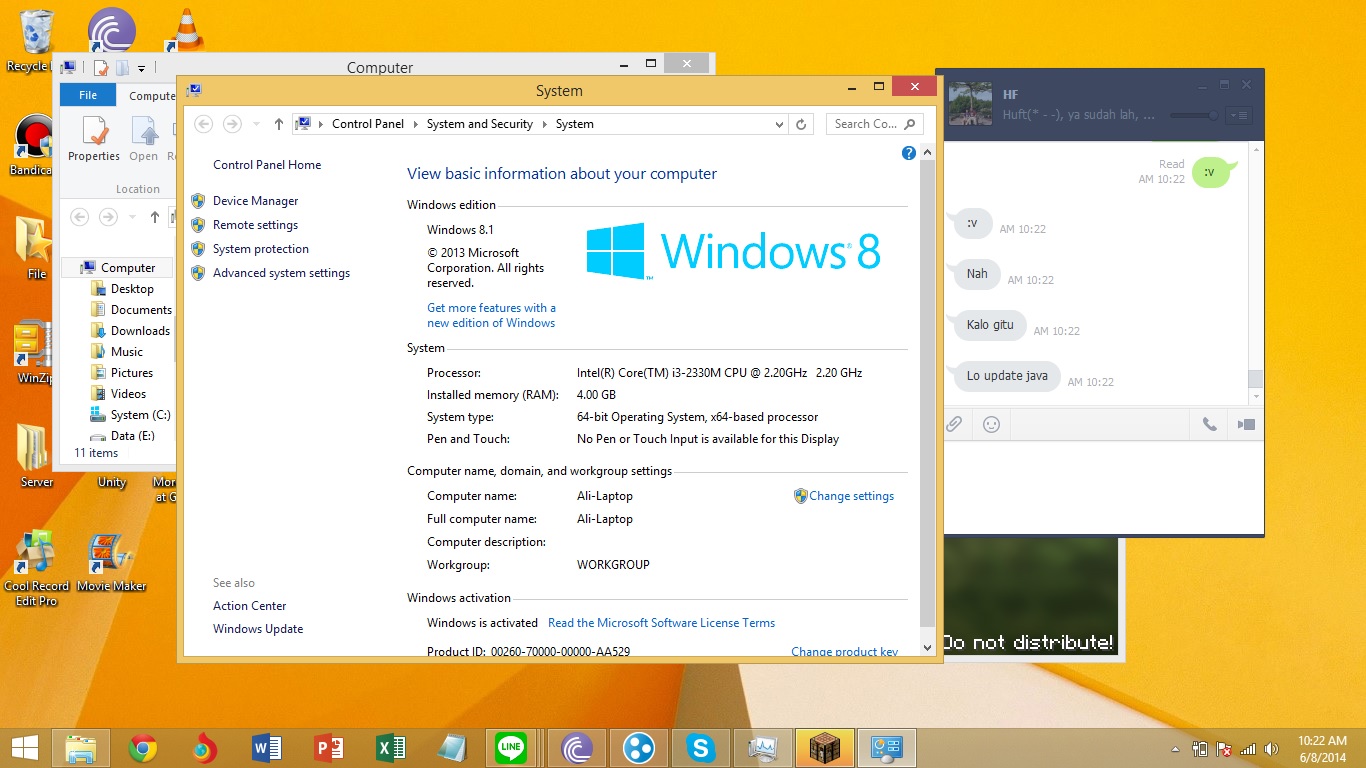 Recycle
Bandica
File
WinZip
Server
Unity
Mor
at G
Cool Record
Edit Pro
Movie Maker
Computer
File
Compute
Properties
Open
Re
Location
Computer
Desktop
Documents
Downloads
Music
Pictures
Videos
System (C:)
Data (E:)
11 items
System
Control Panel
System and Security
System
Search Co...
Control Panel Home
Device Manager
Remote settings
System protection
Advanced system settings
See also
Action Center
Windows Update
View basic information about your computer
Windows edition
Windows 8.1
© 2013 Microsoft
Corporation. All rights
reserved.
Get more features with a
new edition of Windows
Windows® 8
™
System
Processor: Intel(R) Core(TM) i3-2330M CPU @ 2.20GHz 2.20 GHz
Installed memory (RAM): 4.00 GB
System type: 64-bit Operating System, x64-based processor
Pen and Touch: No Pen or Touch Input is available for this Display
Computer name, domain, and workgroup settings
Computer name: Ali-Laptop Change settings
Full computer name: Ali-Laptop
Computer description:
Workgroup: WORKGROUP
Windows activation
Windows is activated Read the Microsoft Software License Terms
Product ID: 00260-70000-00000-AA529 Change product key
HF
Huft(* - -), ya sudah lah, ...
Read
AM 10:22 :v
:v AM 10:22
Nah AM 10:22
Kalo gitu AM 10:22
Lo update java AM 10:22
Do not distribute!
LINE
10:22 AM
6/8/2014